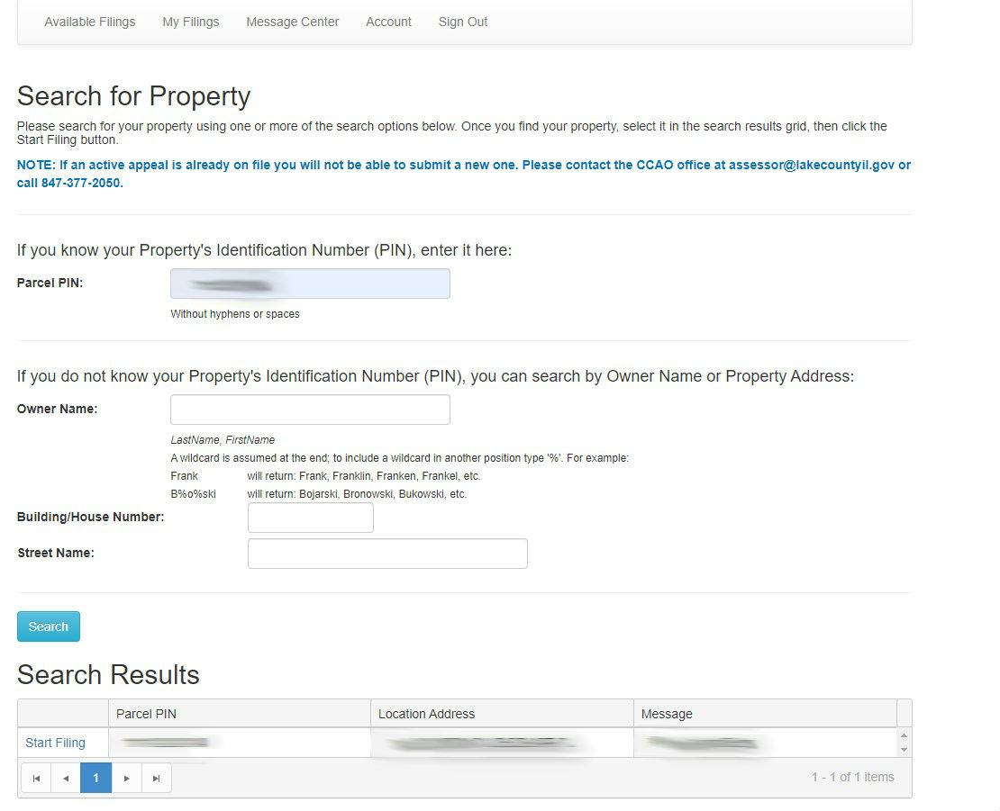 Available Filings My Filings Message Center Account Sign Out
Search for Property
Please search for your property using one or more of the search options below. Once you find your property, select it in the search results grid, then click the
Start Filing button.
NOTE: If an active appeal is already on file you will not be able to submit a new one. Please contact the CCAO office at assessor@lakecountyil.gov or
call 847-377-2050.
If you know your Property's Identification Number (PIN), enter it here:
Parcel PIN:
Without hyphens or spaces
If you do not know your Property's Identification Number (PIN), you can search by Owner Name or Property Address:
Owner Name:
LastName, FirstName
A wildcard is assumed at the end; to include a wildcard in another position type '%'. For example:
Frank will return: Frank, Franklin, Franken, Frankel, etc.
B%o%ski will return: Bojarski, Bronowski, Bukowski, etc.
Building/House Number:
Street Name:
Search
Search Results
Parcel PIN Location Address Message
Start Filing
1
1 - 1 of 1 items